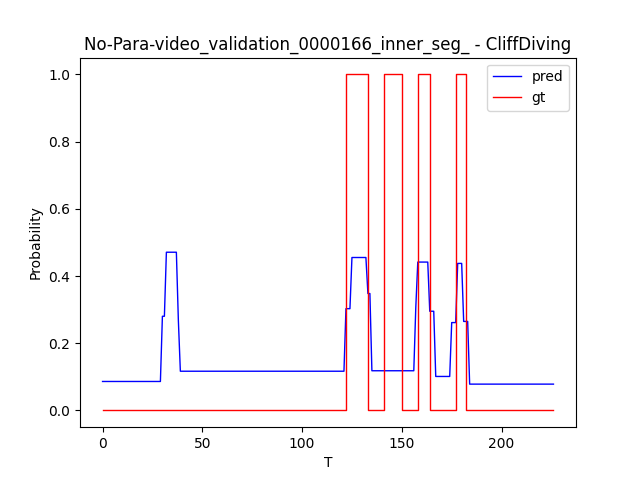 No-Para-video_validation_0000166_inner_seg_ - CliffDiving
pred
gt
1.0
0.8
0.6
0.4
0.2
0.0
Probability
0
50
100
150
200
T